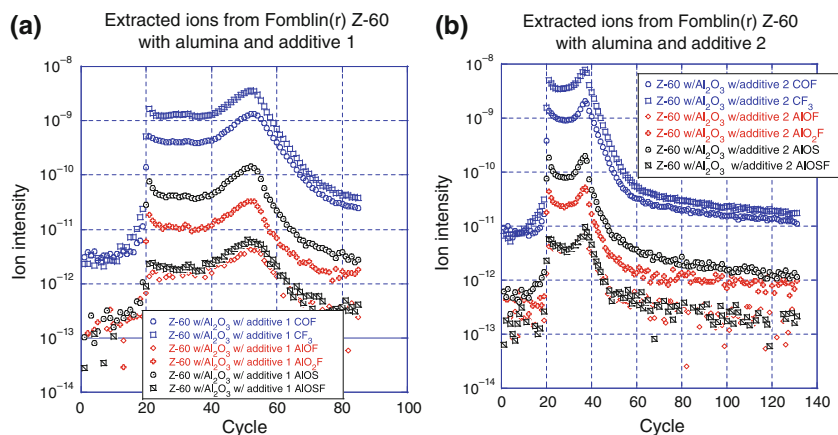 (a)
Extracted ions from Fomblin(r) Z-60
with alumina and additive 1
Ion intensity
10⁻⁸
10⁻⁹
10⁻¹⁰
10⁻¹¹
10⁻¹²
10⁻¹³
10⁻¹⁴
Z-60 w/Al₂O₃ w/ additive 1 COF
Z-60 w/Al₂O₃ w/ additive 1 CF₃
Z-60 w/Al₂O₃ w/ additive 1 AlOF
Z-60 w/Al₂O₃ w/ additive 1 AlO₂F
Z-60 w/Al₂O₃ w/ additive 1 AlOS
Z-60 w/Al₂O₃ w/ additive 1 AlOSF
0 20 40 60 80 100
Cycle
(b)
Extracted ions from Fomblin(r) Z-60
with alumina and additive 2
Ion intensity
10⁻⁸
10⁻⁹
10⁻¹⁰
10⁻¹¹
10⁻¹²
10⁻¹³
10⁻¹⁴
Z-60 w/Al₂O₃ w/additive 2 COF
Z-60 w/Al₂O₃ w/additive 2 CF₃
Z-60 w/Al₂O₃ w/additive 2 AlOF
Z-60 w/Al₂O₃ w/additive 2 AlO₂F
Z-60 w/Al₂O₃ w/additive 2 AlOS
Z-60 w/Al₂O₃ w/additive 2 AlOSF
0 20 40 60 80 100 120 140
Cycle